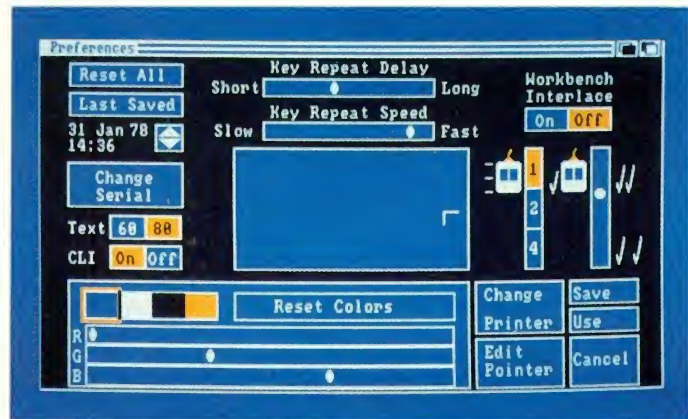 Preferences
Reset All
Last Saved
31 Jan 78
14:36
Change
Serial
Text 60 80
CLI On Off
Key Repeat Delay
Short Long
Key Repeat Speed
Slow Fast
Workbench
Interlace
On Off
1
2
4
Reset Colors
R
G
B
Change
Printer
Edit
Pointer
Save
Use
Cancel